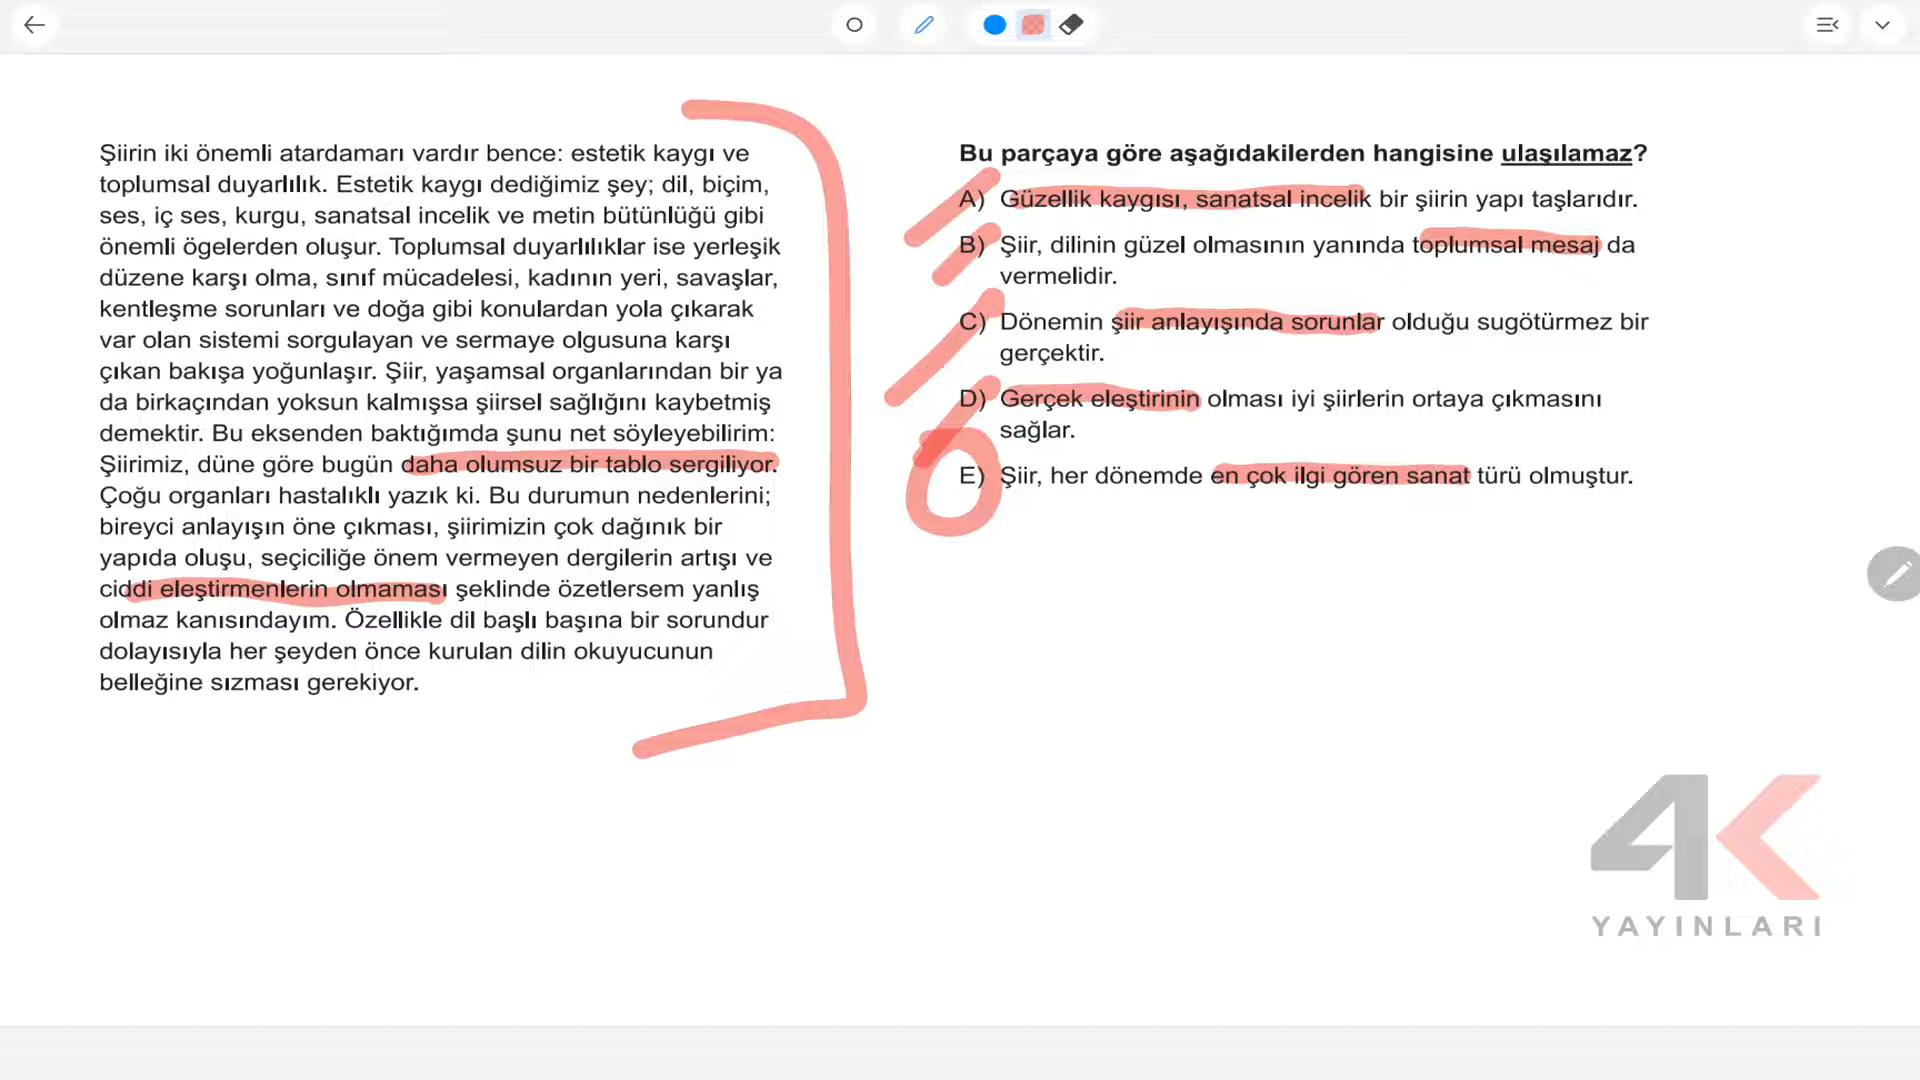 Şiirin iki önemli atardamarı vardır bence: estetik kaygı ve
toplumsal duyarlılık. Estetik kaygı dediğimiz şey; dil, biçim,
ses, iç ses, kurgu, sanatsal incelik ve metin bütünlüğü gibi
önemli ögelerden oluşur. Toplumsal duyarlılıklar ise yerleşik
düzene karşı olma, sınıf mücadelesi, kadının yeri, savaşlar,
kentleşme sorunları ve doğa gibi konulardan yola çıkarak
var olan sistemi sorgulayan ve sermaye olgusuna karşı
çıkan bakışa yoğunlaşır. Şiir, yaşamsal organlarından bir ya
da birkaçından yoksun kalmışsa şiirsel sağlığını kaybetmiş
demektir. Bu eksenden baktığımda şunu net söyleyebilirim:
Şiirimiz, düne göre bugün daha olumsuz bir tablo sergiliyor.
Çoğu organları hastalıklı yazık ki. Bu durumun nedenlerini;
bireyci anlayışın öne çıkması, şiirimizin çok dağınık bir
yapıda oluşu, seçiciliğe önem vermeyen dergilerin artışı ve
ciddi eleştirmenlerin olmaması şeklinde özetlersem yanlış
olmaz kanısındayım. Özellikle dil başlı başına bir sorundur
dolayısıyla her şeyden önce kurulan dilin okuyucunun
belleğine sızması gerekiyor.
Bu parçaya göre aşağıdakilerden hangisine ulaşılamaz?
A) Güzellik kaygısı, sanatsal incelik bir şiirin yapı taşlarıdır.
B) Şiir, dilinin güzel olmasının yanında toplumsal mesaj da
vermelidir.
C) Dönemin şiir anlayışında sorunlar olduğu sugötürmez bir
gerçektir.
D) Gerçek eleştirinin olması iyi şiirlerin ortaya çıkmasını
sağlar.
E) Şiir, her dönemde en çok ilgi gören sanat türü olmuştur.
4K
YAYINLARI